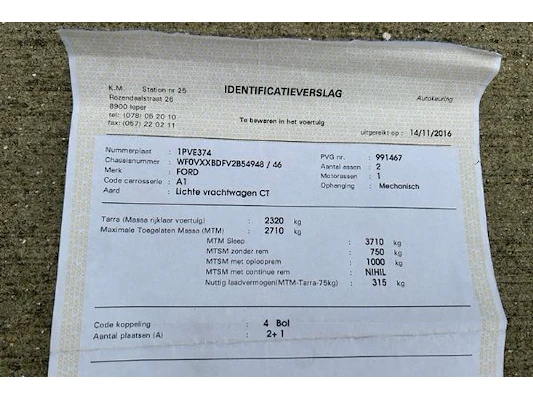 K.M. Station nr 25 IDENTIFICATIEVERSLAG Autokeuring
Rozendaalstraat 26
8900 Ieper
tel: (078) 05 20 10 Te bewaren in het voertuig
fax: (057) 22 02 11 uitgereikt op : 14/11/2016
Nummerplaat : 1PVE374 PVG nr. : 991467
Chassisnummer : WF0VXXBDFV2B54948 / 46 Aantal assen : 2
Merk : FORD Motorassen : 1
Code carrosserie : A1 Ophanging : Mechanisch
Aard : Lichte vrachtwagen CT
Tarra (Massa rijklaar voertuig) : 2320 kg
Maximale Toegelaten Massa (MTM) : 2710 kg
MTM Sleep : 3710 kg
MTSM zonder rem : 750 kg
MTSM met oplooprem : 1000 kg
MTSM met continue rem : NIHIL
Nuttig laadvermogen(MTM-Tarra-75kg) : 315 kg
Code koppeling : 4 Bol
Aantal plaatsen (A) : 2+1